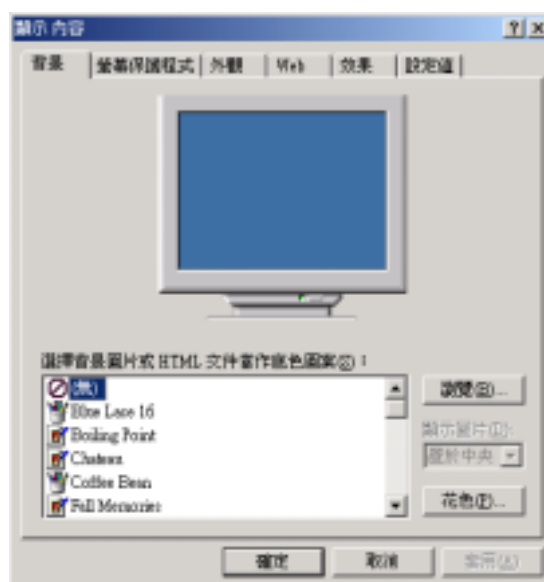 顯示 內容
背景 螢幕保護程式 外觀 Web 效果 設定值
選擇背景圖片或 HTML 文件當作底色圖案(S)：
(無)
Blue Lace 16
Boiling Point
Chateau
Coffee Bean
Fall Memories
瀏覽(B)...
顯示圖片(D):
置於中央
花色(P)...
確定 取消 套用(A)